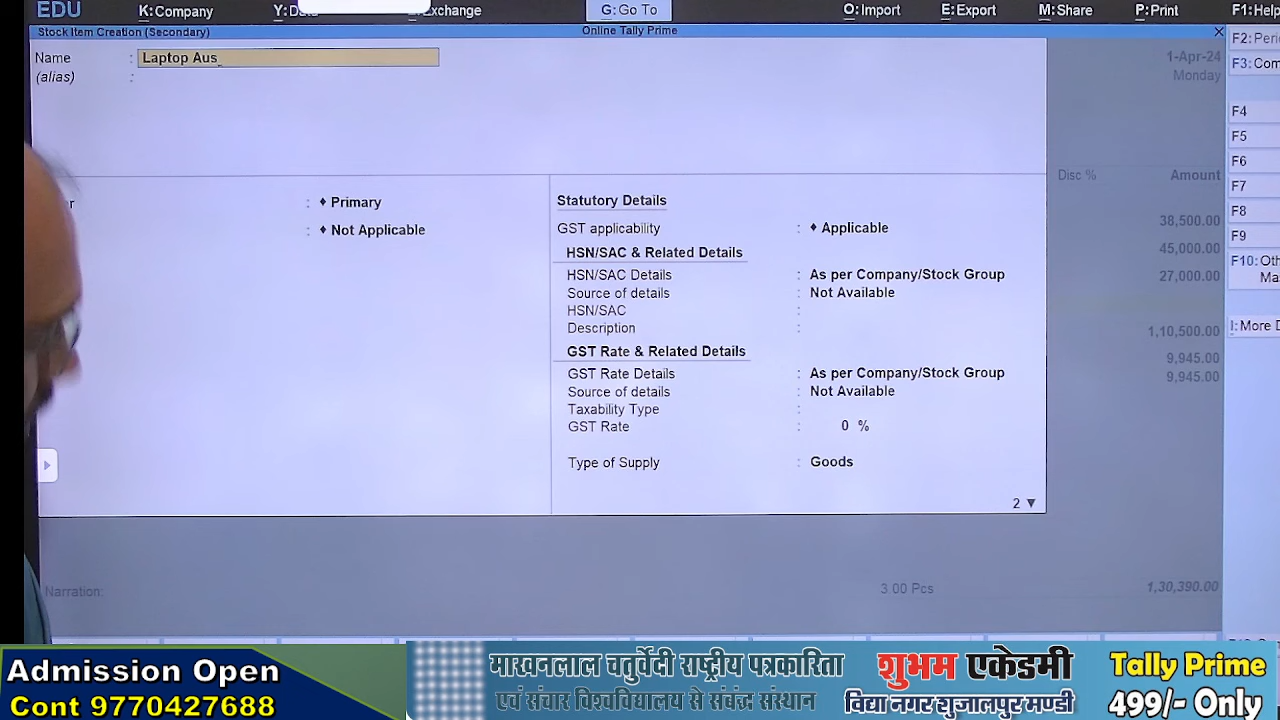 EDU
K:Company
G:Go To
O:Import
E:Export
M:Share
P:Print
F1:Help
Stock Item Creation (Secondary)
Online Tally Prime
Name : Laptop Aus
(alias) :
1-Apr-24
Monday
: ♦ Primary
: ♦ Not Applicable
Statutory Details
GST applicability : ♦ Applicable
HSN/SAC & Related Details
HSN/SAC Details : As per Company/Stock Group
Source of details : Not Available
HSN/SAC :
Description :
GST Rate & Related Details
GST Rate Details : As per Company/Stock Group
Source of details : Not Available
Taxability Type :
GST Rate : 0 %
Type of Supply : Goods
2 ▼
Disc % Amount
38,500.00
45,000.00
27,000.00
1,10,500.00
9,945.00
9,945.00
Narration:
3.00 Pcs
1,30,390.00
F2:
F3:
F4
F5
F6
F7
F8
F9
F10:
I:More
Admission Open
Cont 9770427688
माखनलाल चतुर्वेदी राष्ट्रीय पत्रकारिता
एवं संचार विश्वविद्यालय से संबंद्ध संस्थान
शुभम एकेडमी
विद्या नगर शुजालपुर मण्डी
Tally Prime
499/- Only